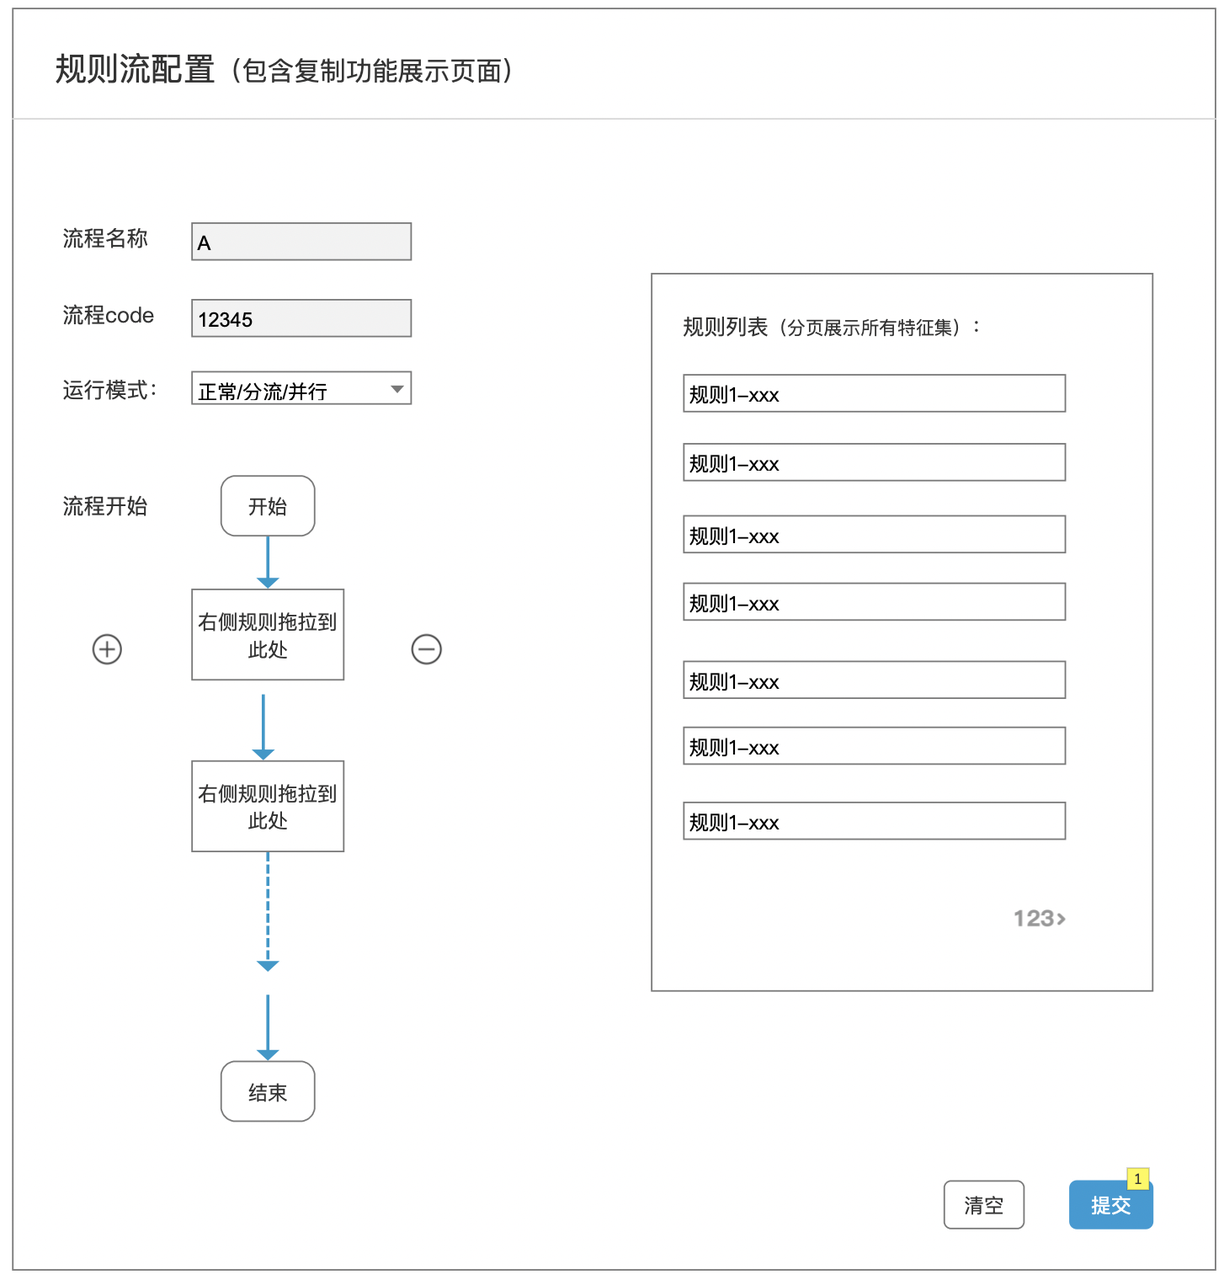 规则流配置（包含复制功能展示页面）
流程名称
A
流程code
12345
运行模式：
正常/分流/并行
流程开始
开始
右侧规则拖拉到
此处
右侧规则拖拉到
此处
结束
规则列表（分页展示所有特征集）：
规则1–xxx
规则1–xxx
规则1–xxx
规则1–xxx
规则1–xxx
规则1–xxx
规则1–xxx
123>
清空
提交
1